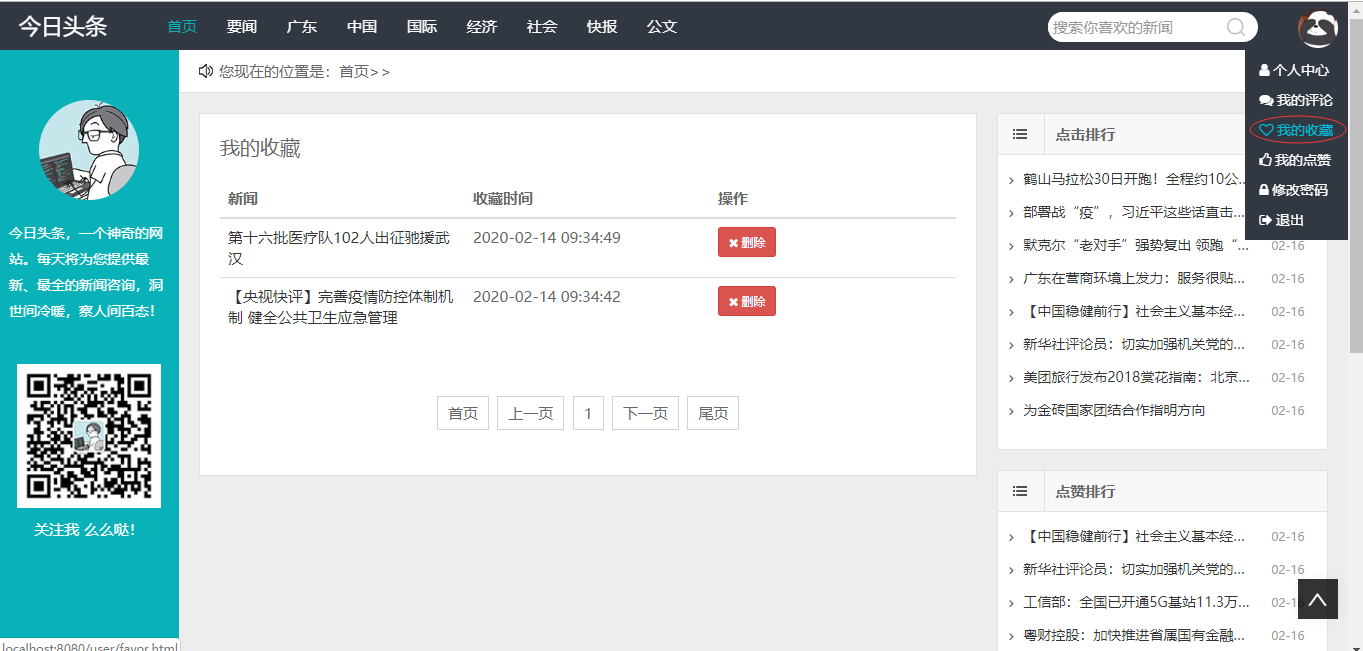 今日头条 首页 要闻 广东 中国 国际 经济 社会 快报 公文 搜索你喜欢的新闻
个人中心
我的评论
我的收藏
我的点赞
修改密码
退出
今日头条，一个神奇的网
站。每天将为您提供最
新、最全的新闻咨询，洞
世间冷暖，察人间百态！
关注我 么么哒！
您现在的位置是：首页>>
我的收藏
新闻 收藏时间 操作
第十六批医疗队102人出征驰援武 2020-02-14 09:34:49 删除
汉
【央视快评】完善疫情防控体制机 2020-02-14 09:34:42 删除
制 健全公共卫生应急管理
首页 上一页 1 下一页 尾页
点击排行
鹤山马拉松30日开跑！全程约10公...
部署战“疫”，习近平这些话直击...
默克尔“老对手”强势复出 领跑“... 02-16
广东在营商环境上发力：服务很贴... 02-16
【中国稳健前行】社会主义基本经... 02-16
新华社评论员：切实加强机关党的... 02-16
美团旅行发布2018赏花指南：北京... 02-16
为金砖国家团结合作指明方向 02-16
点赞排行
【中国稳健前行】社会主义基本经... 02-16
新华社评论员：切实加强机关党的... 02-16
工信部：全国已开通5G基站11.3万... 02-1
粤财控股：加快推进省属国有金融... 02-16
localhost:8080/user/favor.html